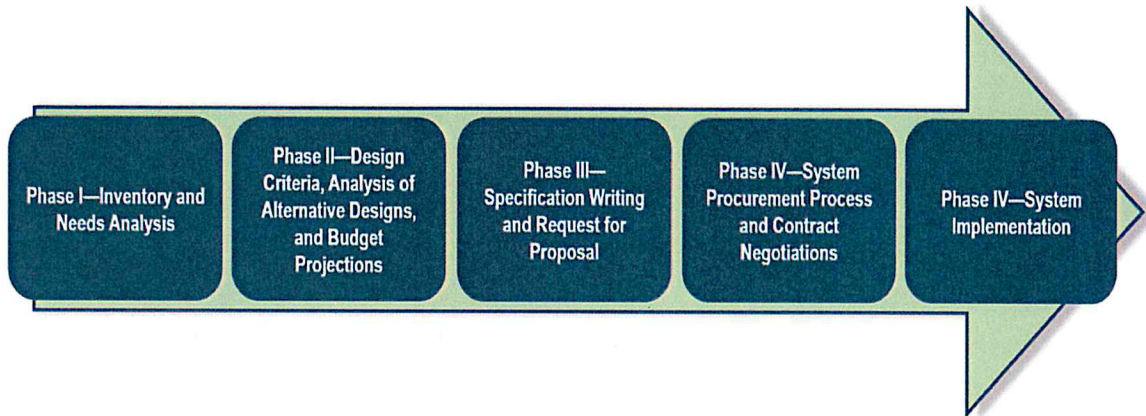 Phase I—Inventory and
Needs Analysis
Phase II—Design
Criteria, Analysis of
Alternative Designs,
and Budget
Projections
Phase III—
Specification Writing
and Request for
Proposal
Phase IV—System
Procurement Process
and Contract
Negotiations
Phase IV—System
Implementation